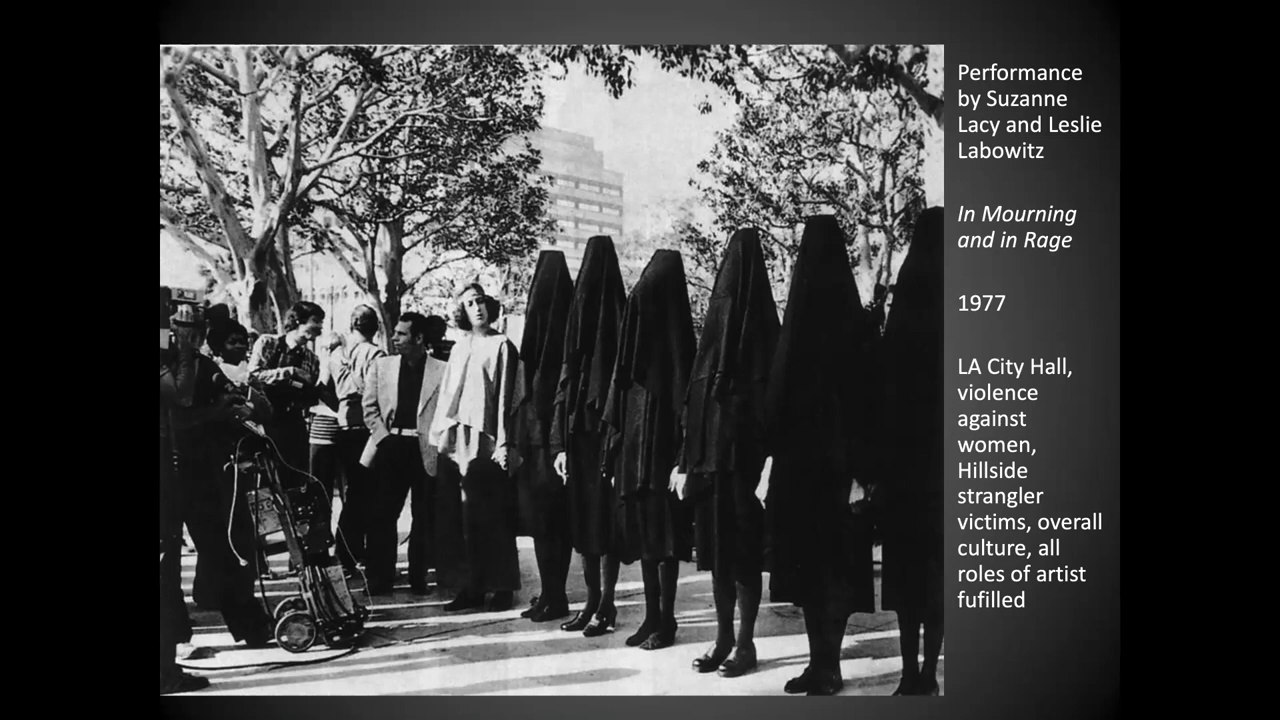 Performance
by Suzanne
Lacy and Leslie
Labowitz
In Mourning
and in Rage
1977
LA City Hall,
violence
against
women,
Hillside
strangler
victims, overall
culture, all
roles of artist
fufilled